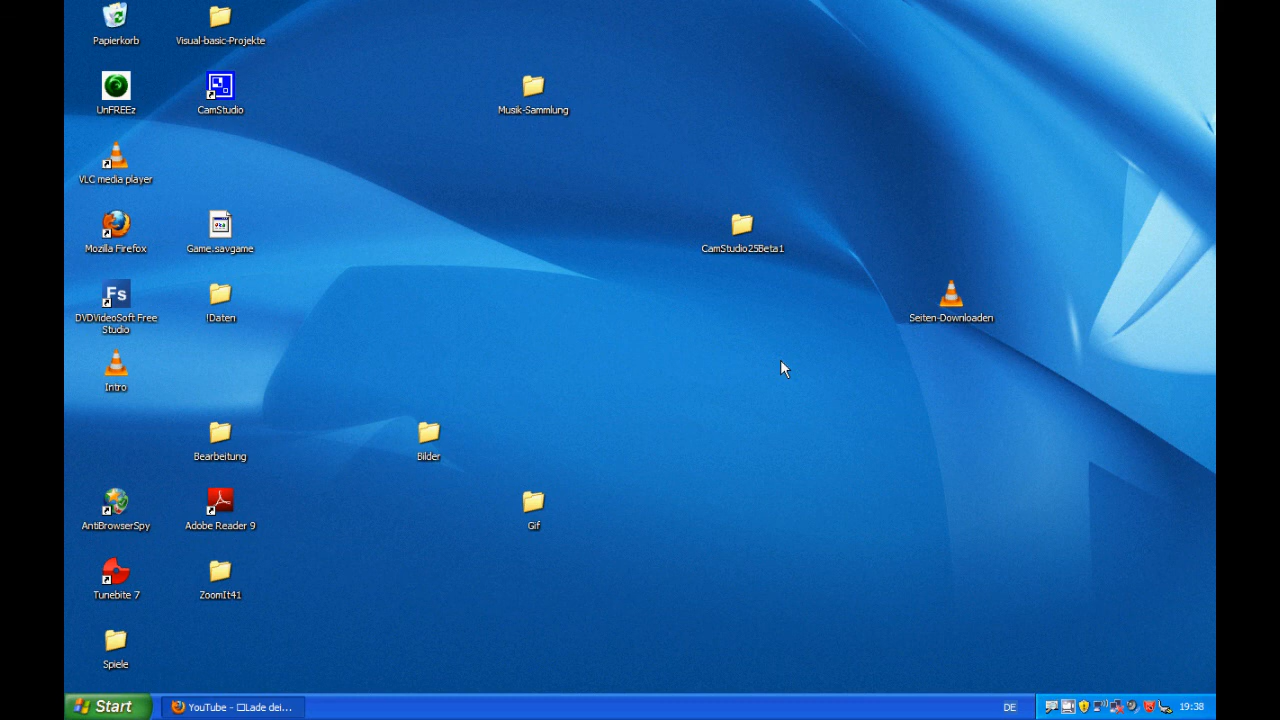 Papierkorb
Visual-basic-Projekte
UnFREEz
CamStudio
Musik-Sammlung
VLC media player
Mozilla Firefox
Game.savgame
CamStudio25Beta1
Fs
DVDVideoSoft Free
Studio
!Daten
Seiten-Downloaden
Intro
Bearbeitung
Bilder
AntiBrowserSpy
Adobe Reader 9
Gif
Tunebite 7
ZoomIt41
Spiele
Start
YouTube - □Lade dei...
DE
19:38